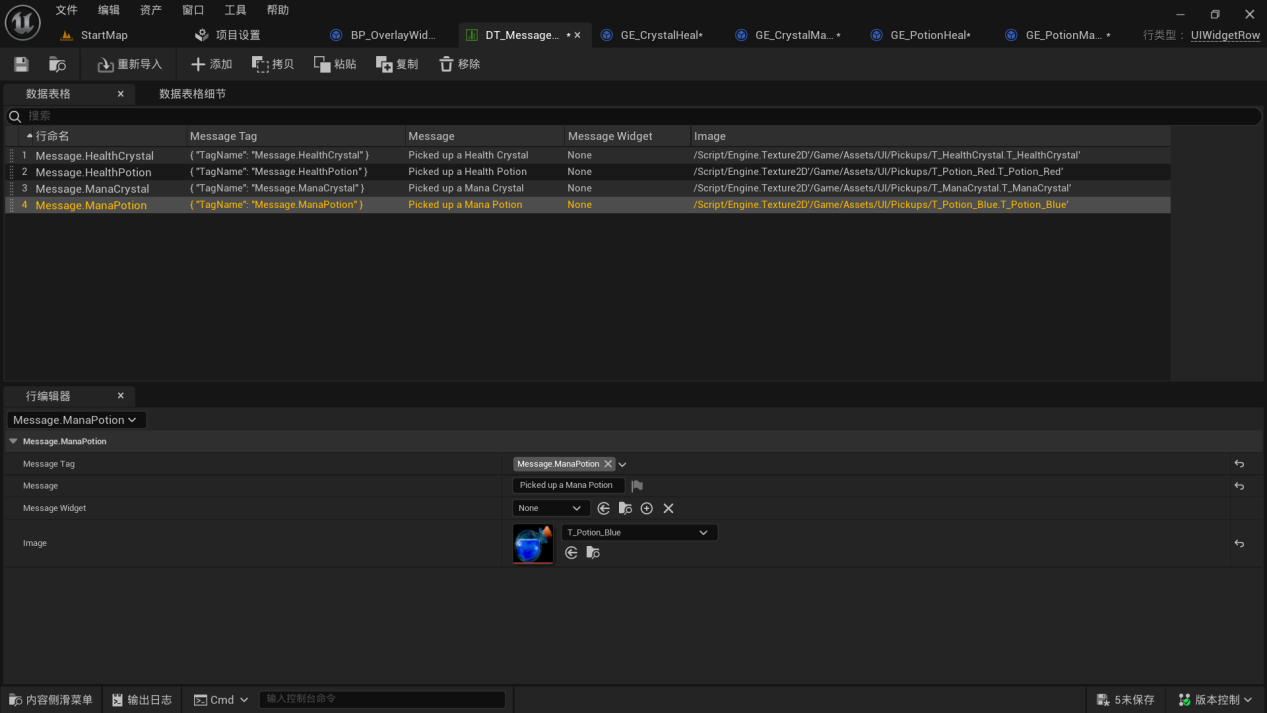 文件 编辑 资产 窗口 工具 帮助
StartMap 项目设置 BP_OverlayWid... DT_Message... * GE_CrystalHeal* GE_CrystalMa... * GE_PotionHeal* GE_PotionMa... * 行类型： UIWidgetRow
重新导入 添加 拷贝 粘贴 复制 移除
数据表格 数据表格细节
搜索
行命名 Message Tag Message Message Widget Image
1 Message.HealthCrystal { "TagName": "Message.HealthCrystal" } Picked up a Health Crystal None /Script/Engine.Texture2D'/Game/Assets/UI/Pickups/T_HealthCrystal.T_HealthCrystal'
2 Message.HealthPotion { "TagName": "Message.HealthPotion" } Picked up a Health Potion None /Script/Engine.Texture2D'/Game/Assets/UI/Pickups/T_Potion_Red.T_Potion_Red'
3 Message.ManaCrystal { "TagName": "Message.ManaCrystal" } Picked up a Mana Crystal None /Script/Engine.Texture2D'/Game/Assets/UI/Pickups/T_ManaCrystal.T_ManaCrystal'
4 Message.ManaPotion { "TagName": "Message.ManaPotion" } Picked up a Mana Potion None /Script/Engine.Texture2D'/Game/Assets/UI/Pickups/T_Potion_Blue.T_Potion_Blue'
行编辑器
Message.ManaPotion
Message.ManaPotion
Message Tag Message.ManaPotion
Message Picked up a Mana Potion
Message Widget None
Image T_Potion_Blue
内容侧滑菜单 输出日志 Cmd 输入控制台命令 5未保存 版本控制